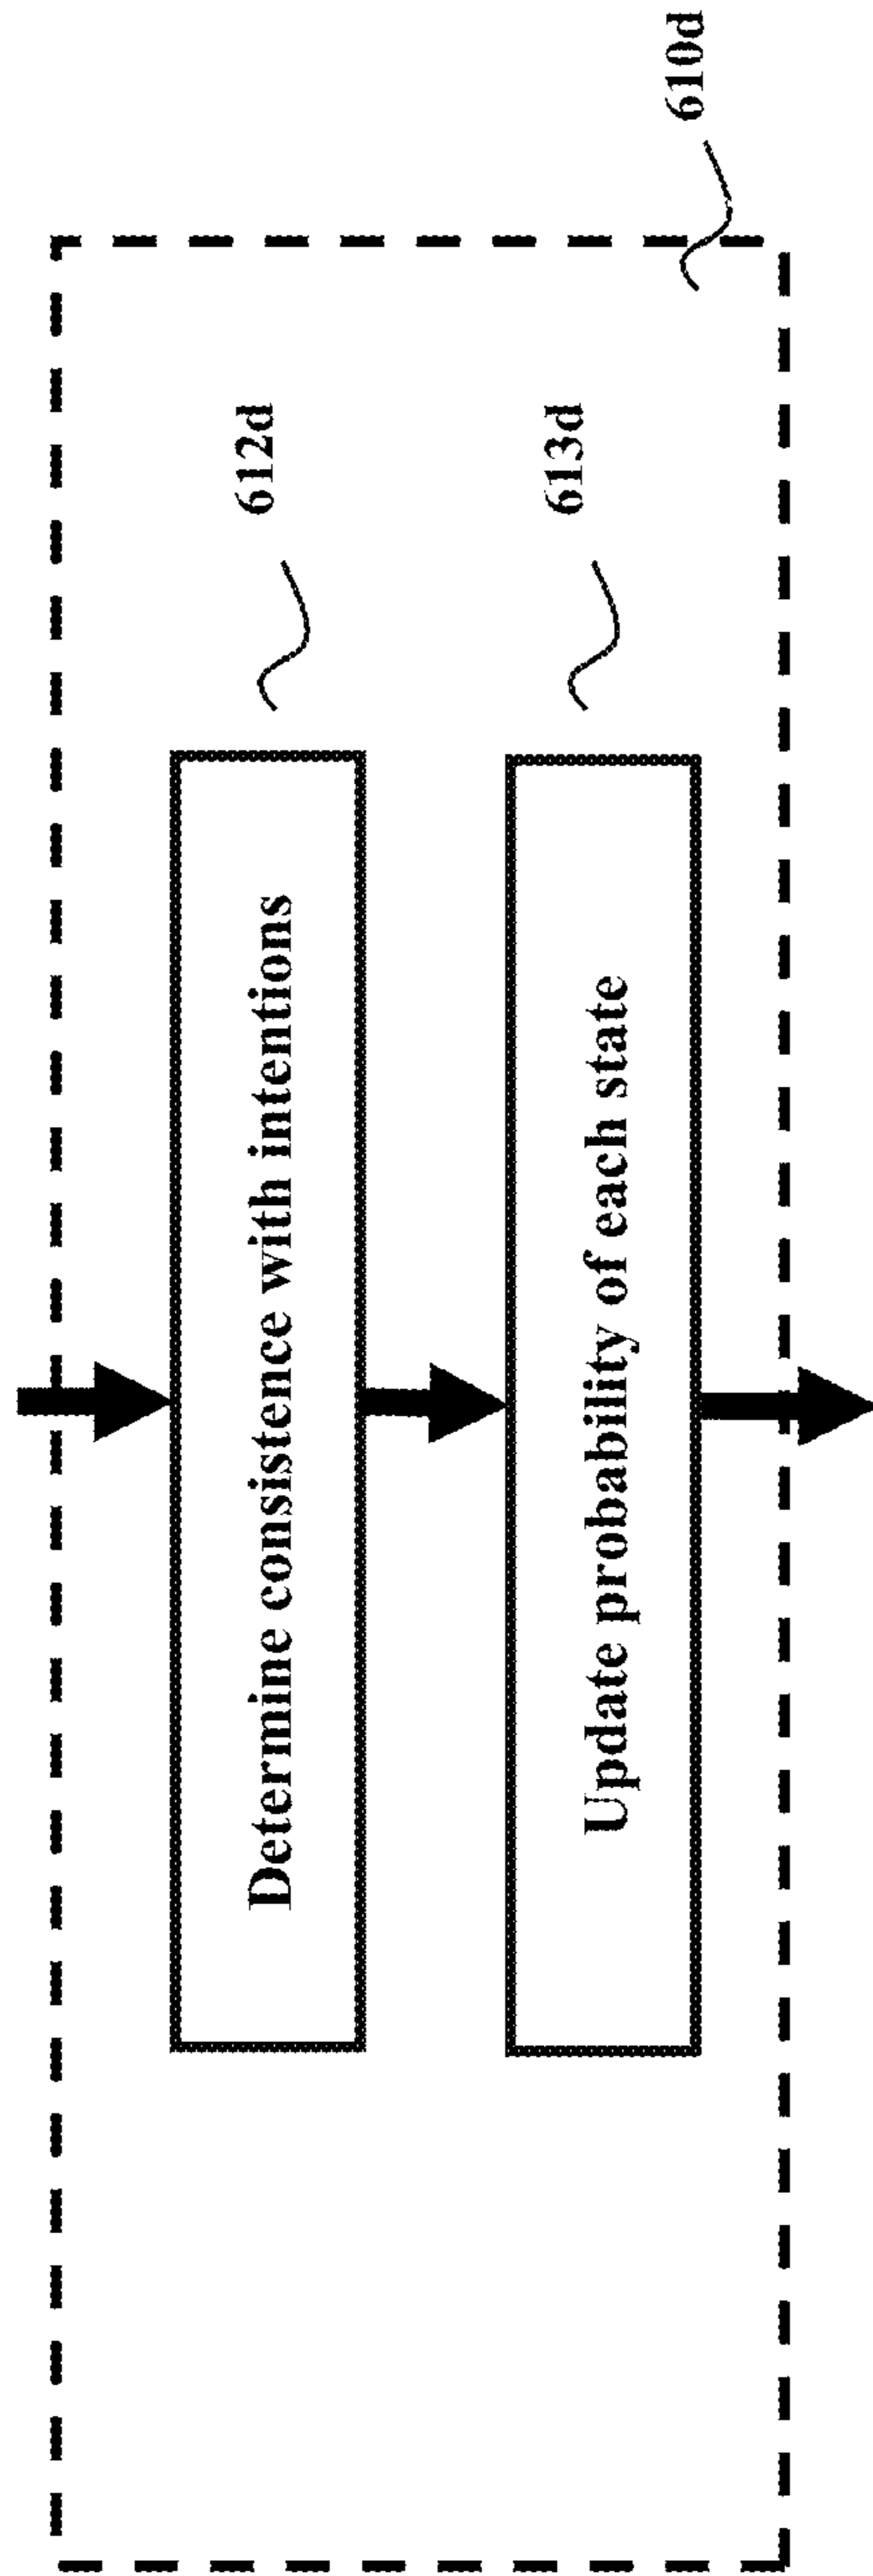 610d
612d
Determine consistence with intentions
613d
Update probability of each state